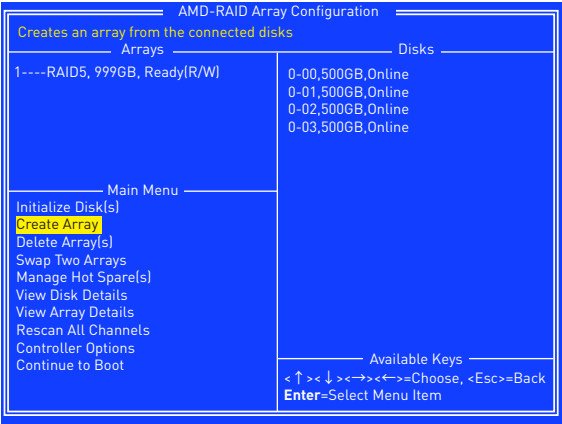 AMD-RAID Array Configuration
Creates an array from the connected disks
Arrays
1----RAID5, 999GB, Ready(R/W)
Disks
0-00,500GB,Online
0-01,500GB,Online
0-02,500GB,Online
0-03,500GB,Online
Main Menu
Initialize Disk(s)
Create Array
Delete Array(s)
Swap Two Arrays
Manage Hot Spare(s)
View Disk Details
View Array Details
Rescan All Channels
Controller Options
Continue to Boot
Available Keys
<↑><↓><→><←>=Choose, <Esc>=Back
Enter=Select Menu Item